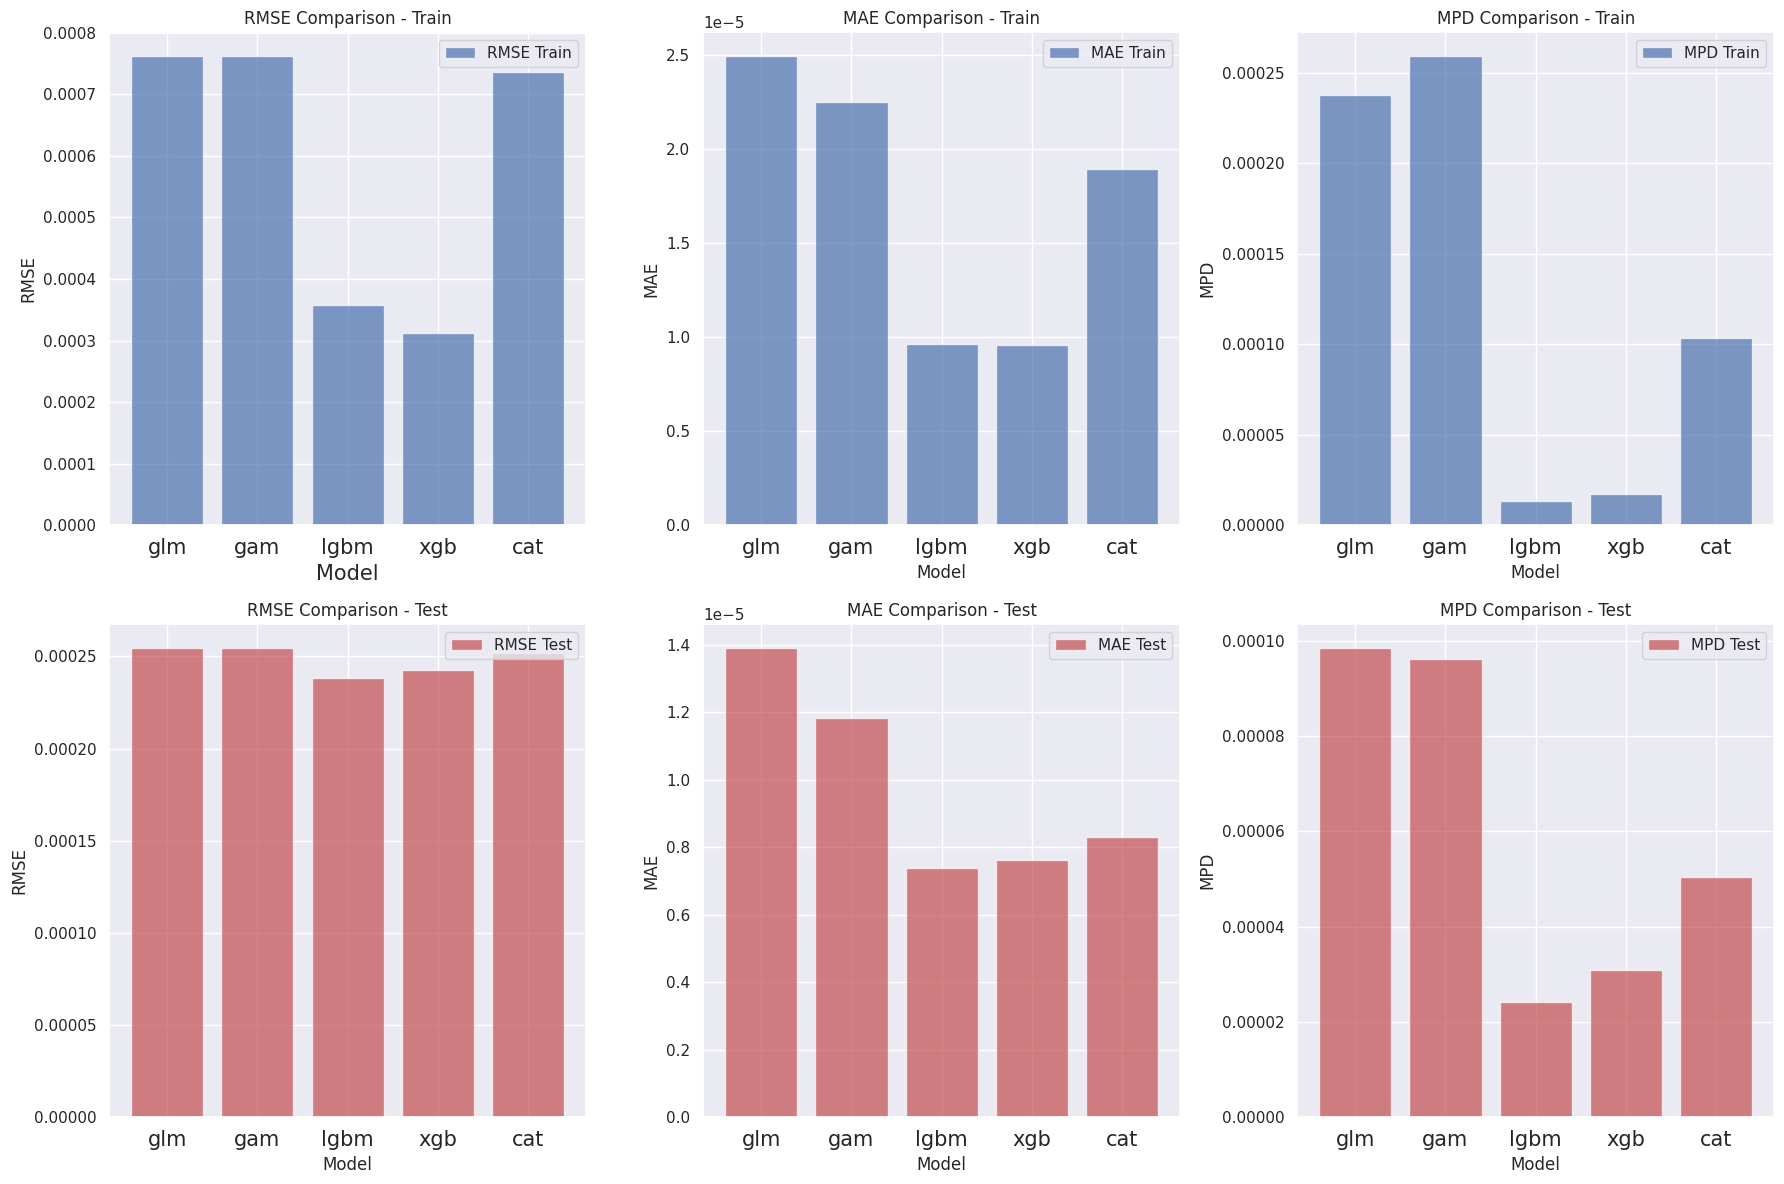 RMSE Comparison - Train
RMSE Train
0.0008
0.0007
0.0006
0.0005
0.0004
0.0003
0.0002
0.0001
0.0000
RMSE
glm gam lgbm xgb cat
Model
MAE Comparison - Train
1e−5
MAE Train
2.5
2.0
1.5
1.0
0.5
0.0
MAE
glm gam lgbm xgb cat
Model
MPD Comparison - Train
MPD Train
0.00025
0.00020
0.00015
0.00010
0.00005
0.00000
MPD
glm gam lgbm xgb cat
Model
RMSE Comparison - Test
RMSE Test
0.00025
0.00020
0.00015
0.00010
0.00005
0.00000
RMSE
glm gam lgbm xgb cat
Model
MAE Comparison - Test
1e−5
MAE Test
1.4
1.2
1.0
0.8
0.6
0.4
0.2
0.0
MAE
glm gam lgbm xgb cat
Model
MPD Comparison - Test
MPD Test
0.00010
0.00008
0.00006
0.00004
0.00002
0.00000
MPD
glm gam lgbm xgb cat
Model